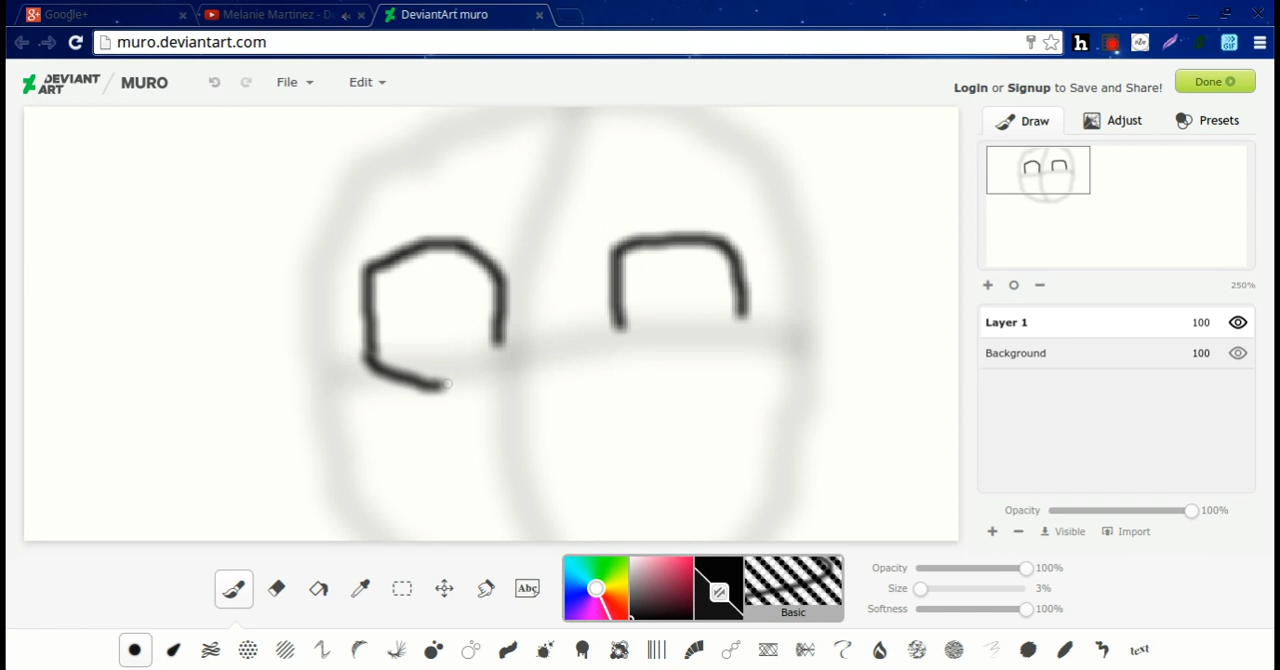 Google+
Melanie Martinez - D
DeviantArt muro
muro.deviantart.com
DEVIANT ART / MURO
File
Edit
Login or Signup to Save and Share!
Done
Draw
Adjust
Presets
250%
Layer 1 100
Background 100
Opacity 100%
+ − Visible Import
Abc
Basic
Opacity 100%
Size 3%
Softness 100%
text